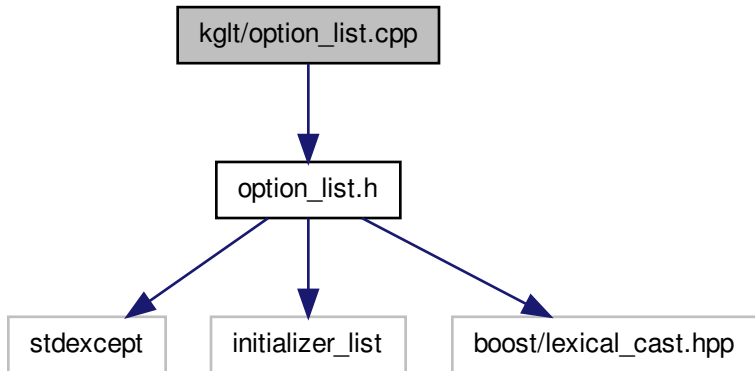 kglt/option_list.cpp
option_list.h
stdexcept
initializer_list
boost/lexical_cast.hpp